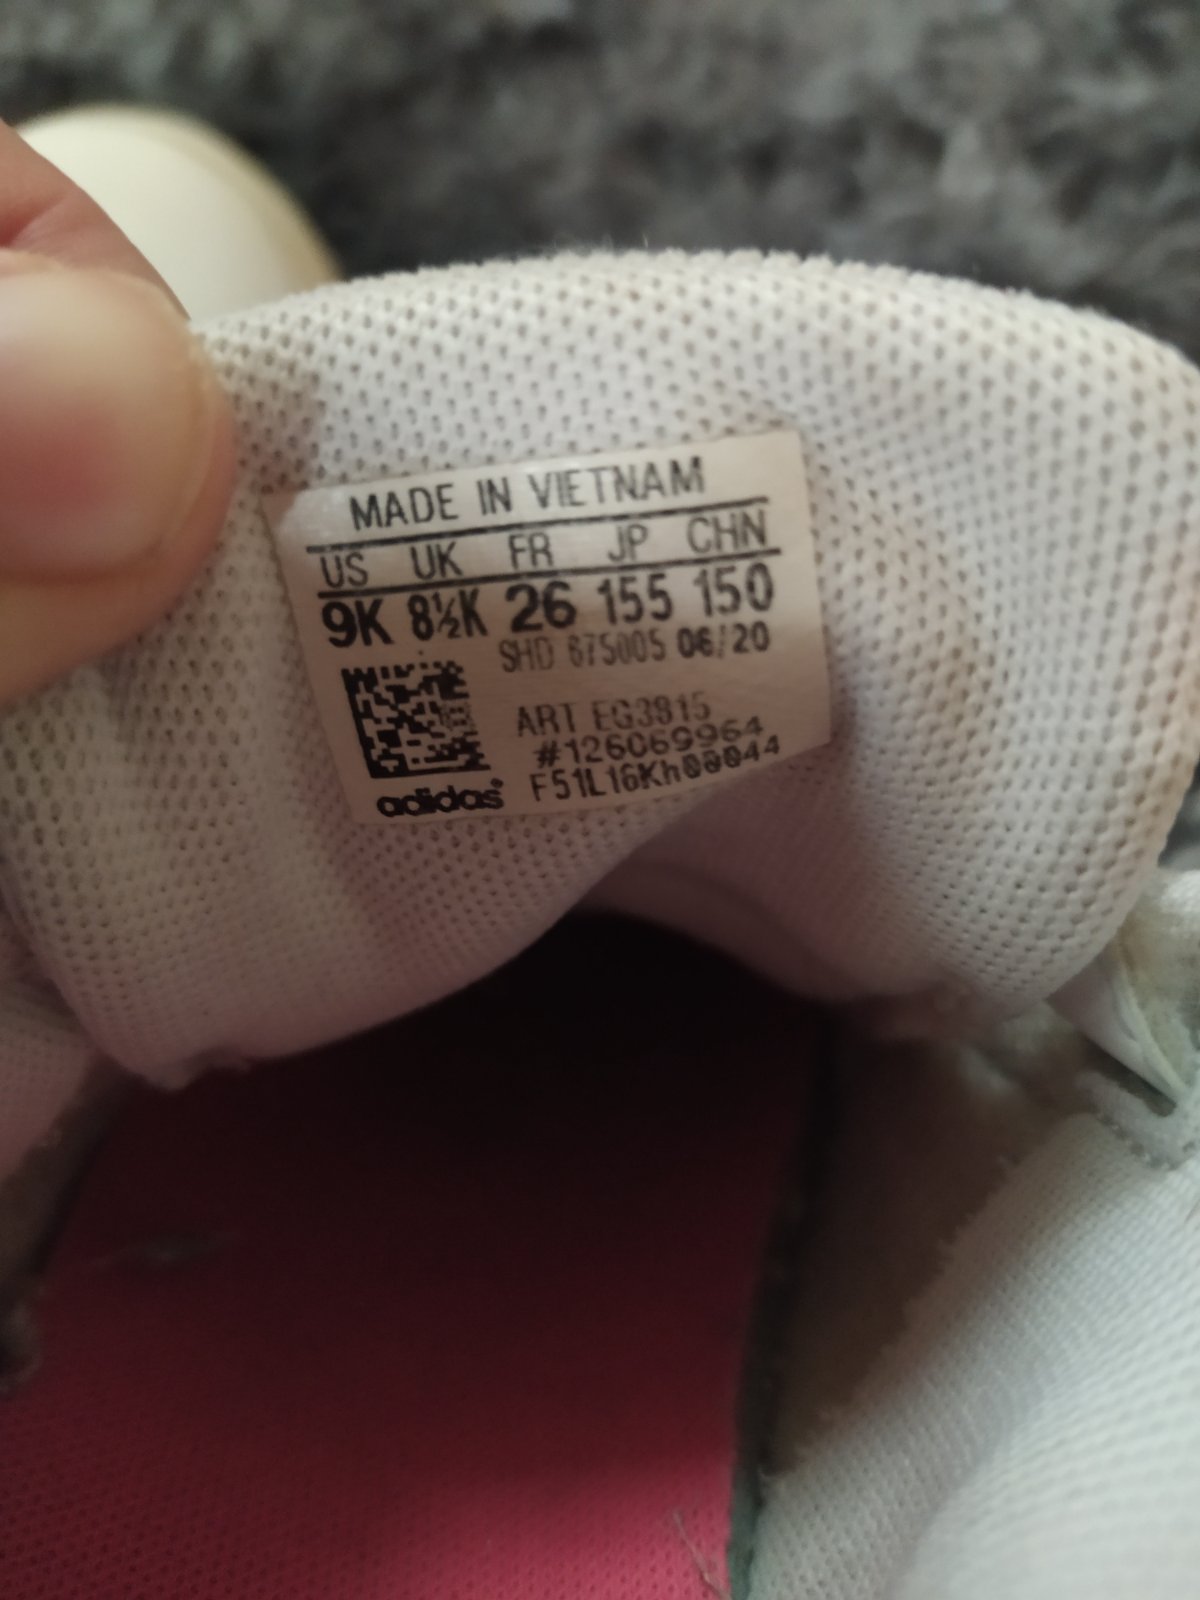 MADE IN VIETNAM
US UK FR JP CHN
9K 8½K 26 155 150
SHD 675005 06/20
ART EG3815
#126069964
adidas F51L16Kh00044